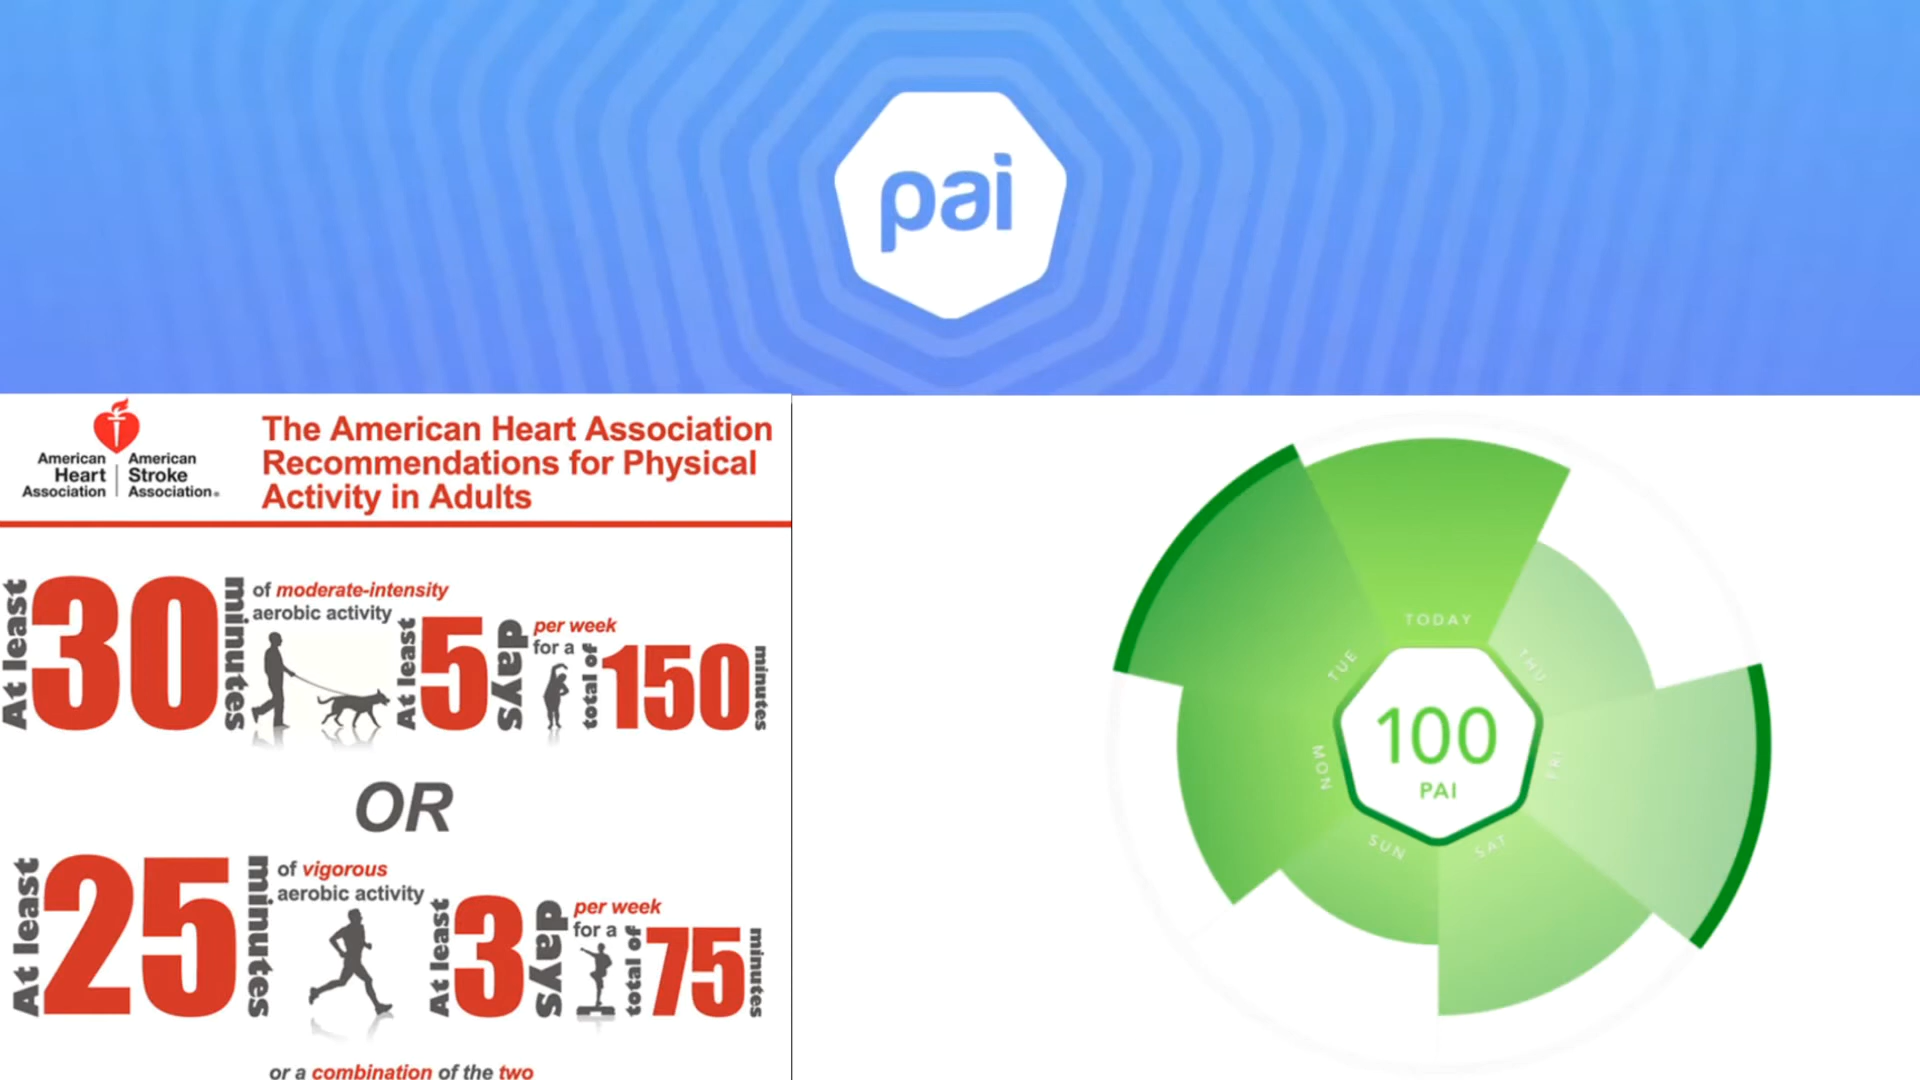 pai
American
Heart
Association
American
Stroke
Association®
The American Heart Association
Recommendations for Physical
Activity in Adults
At least
30
minutes
of moderate-intensity
aerobic activity
At least
5
days
per week
for a
total of
150
minutes
OR
At least
25
minutes
of vigorous
aerobic activity
At least
3
days
per week
for a
total of
75
minutes
or a combination of the two
TODAY
THU
FRI
SAT
SUN
MON
TUE
100
PAI